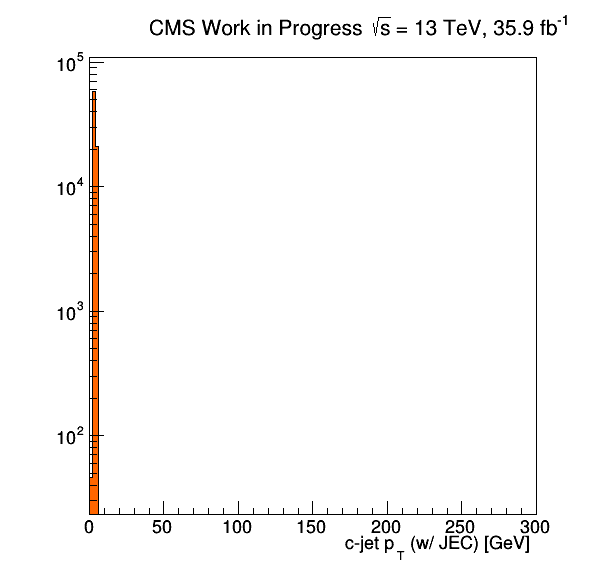 CMS Work in Progress √s = 13 TeV, 35.9 fb⁻¹
10⁵
10⁴
10³
10²
0 50 100 150 200 250 300
c-jet p_T (w/ JEC) [GeV]